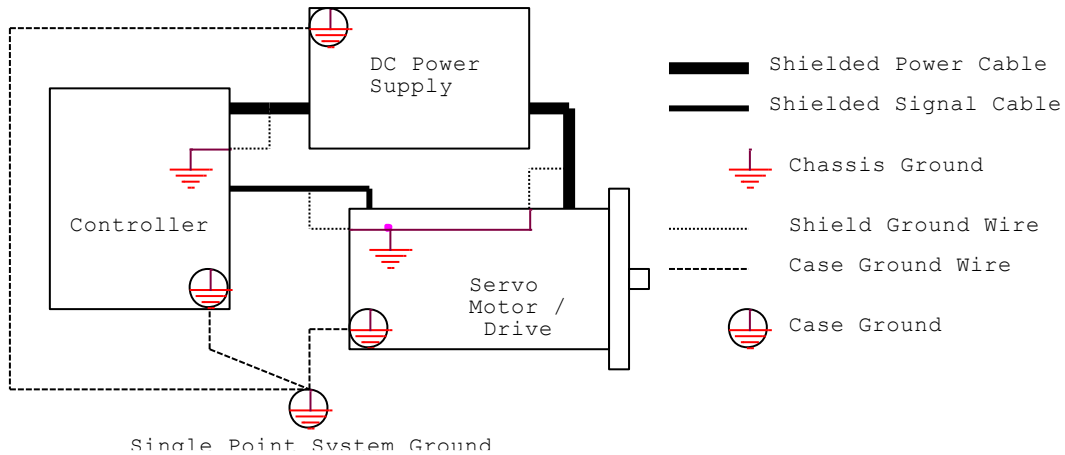 DC Power
Supply
Shielded Power Cable
Shielded Signal Cable
Chassis Ground
Controller
Shield Ground Wire
Case Ground Wire
Servo
Motor /
Drive
Case Ground
Single Point System Ground